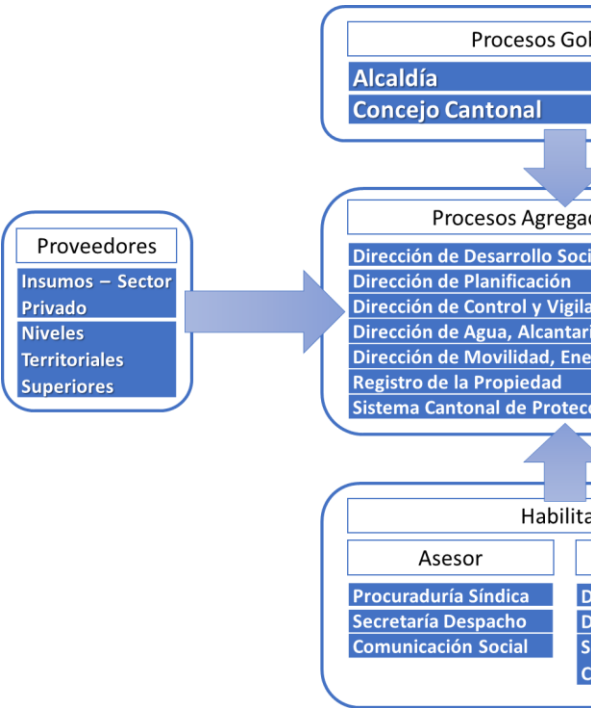 Procesos
Alcaldía
Concejo Cantonal
Proveedores
Insumos – Sector
Privado
Niveles
Territoriales
Superiores
Procesos
Dirección de Desarrollo
Dirección de Planificación
Dirección de Control y
Dirección de Agua,
Dirección de Movilidad,
Registro de la Propiedad
Sistema Cantonal de
Asesor
Procuraduría Síndica
Secretaría Despacho
Comunicación Social